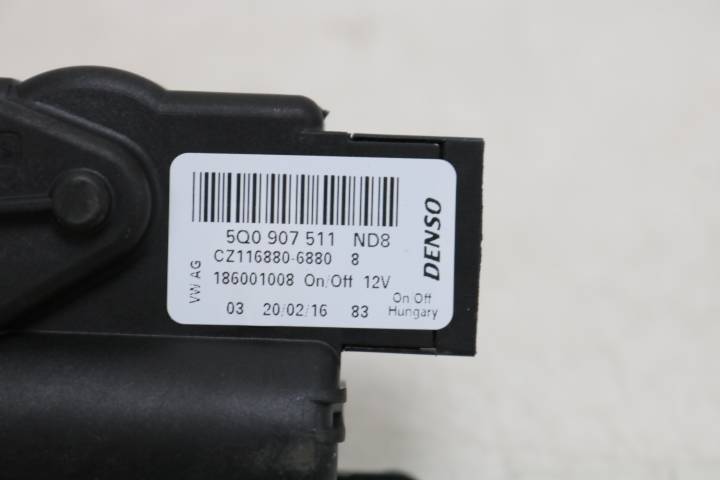 5Q0 907 511 ND8
CZ116880-6880 8
186001008 On/Off 12V
03 20/02/16 83
On Off
Hungary
VW AG
DENSO